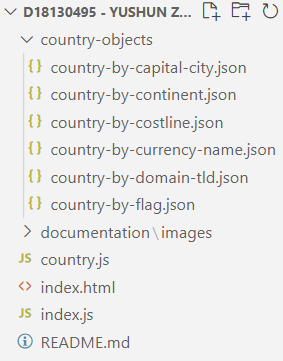 D18130495 - YUSHUN Z...
country-objects
{} country-by-capital-city.json
{} country-by-continent.json
{} country-by-costline.json
{} country-by-currency-name.json
{} country-by-domain-tld.json
{} country-by-flag.json
documentation\images
JS country.js
<> index.html
JS index.js
README.md